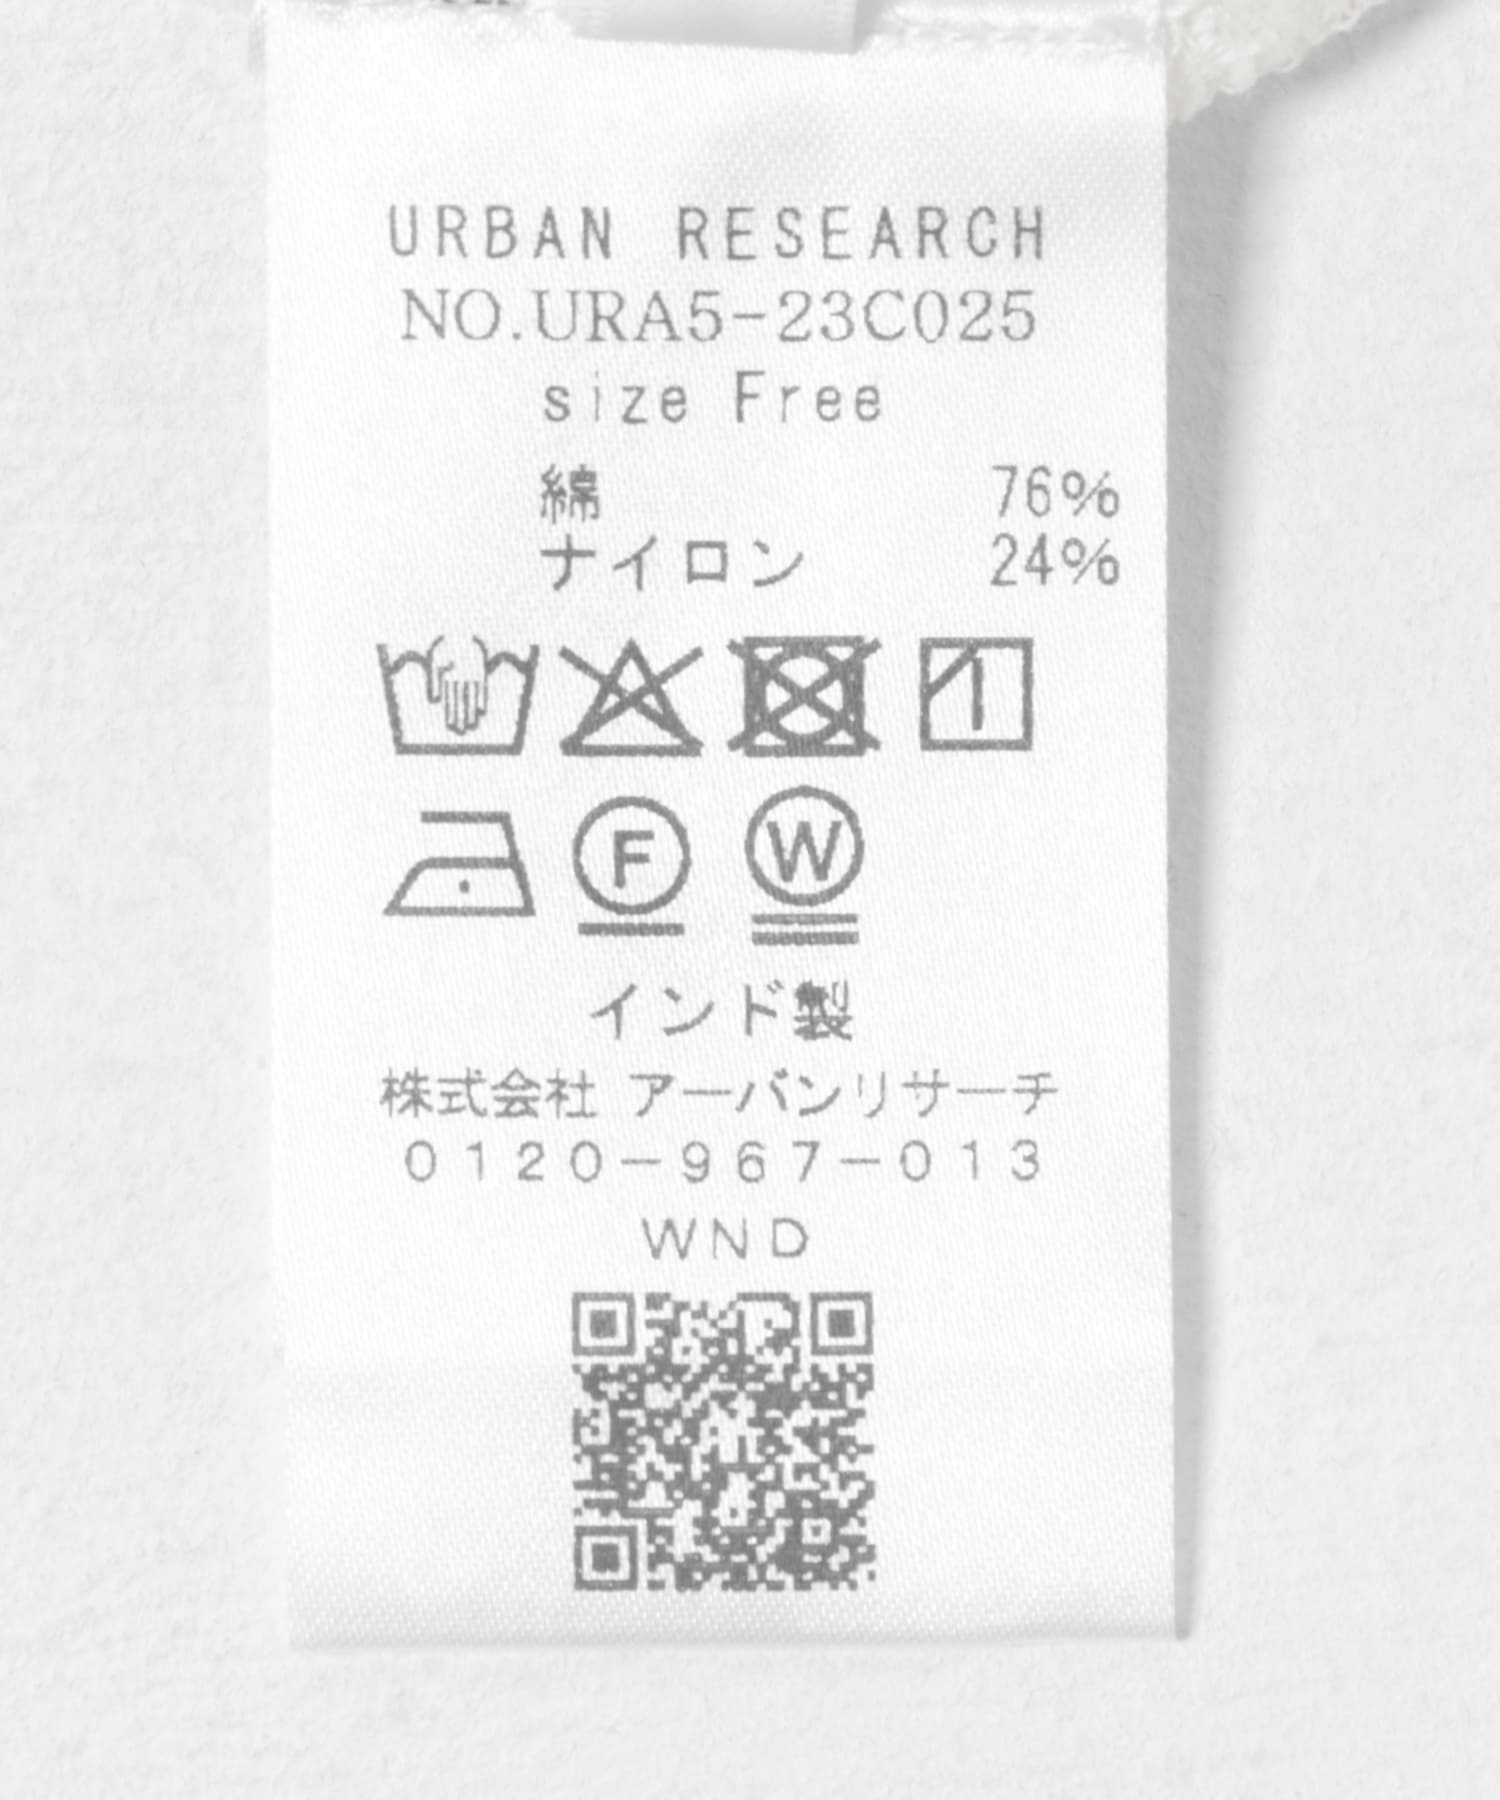 URBAN RESEARCH
NO.URA5-23C025
size Free
綿 76%
ナイロン 24%
F W
インド製
株式会社 アーバンリサーチ
0120-967-013
WND